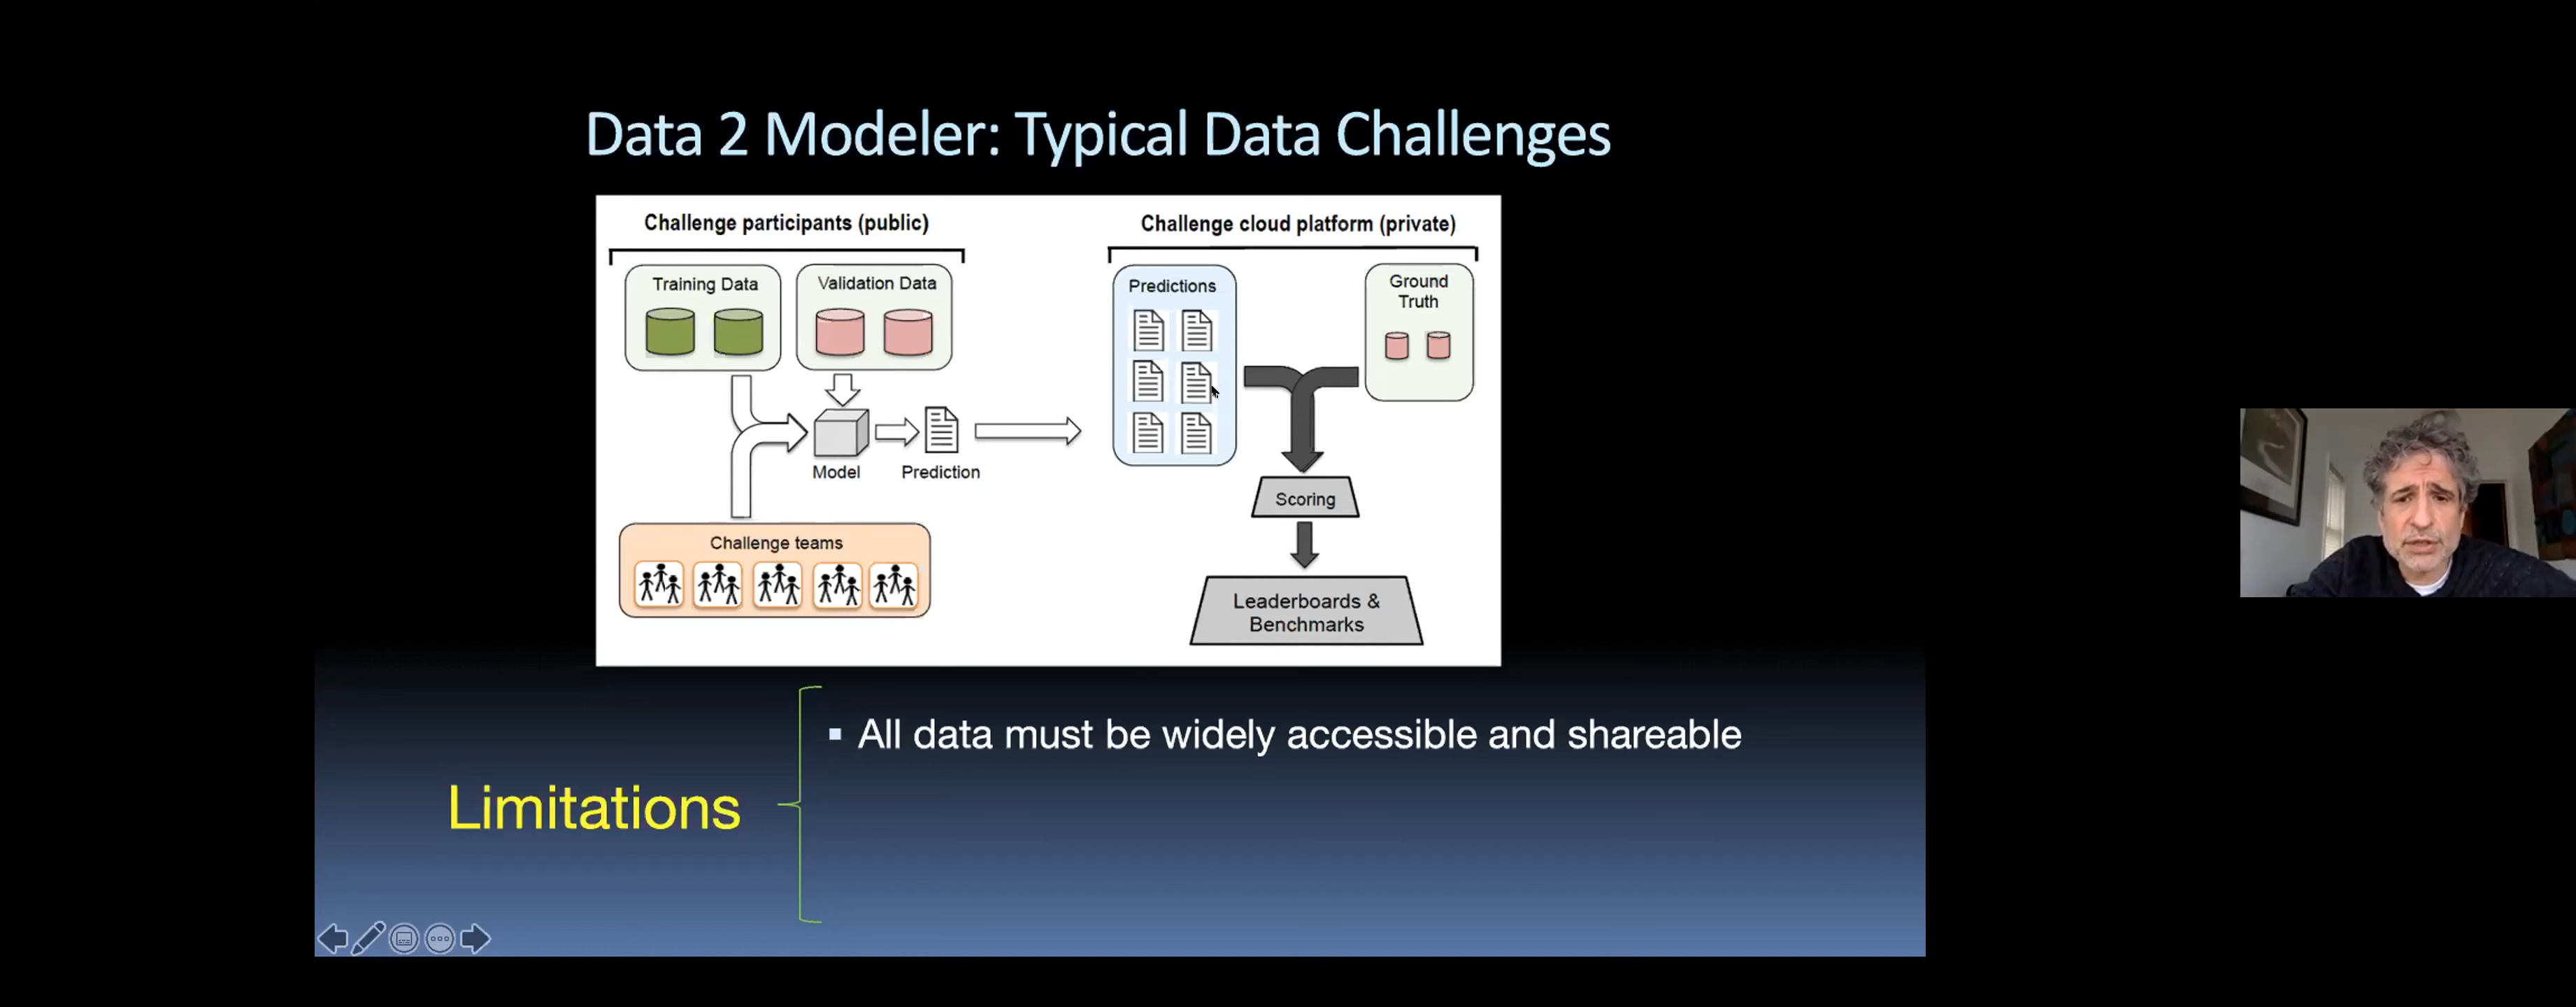 Data 2 Modeler: Typical Data Challenges
Challenge participants (public)
Training Data
Validation Data
Model
Prediction
Challenge teams
Challenge cloud platform (private)
Predictions
Ground
Truth
Scoring
Leaderboards &
Benchmarks
Limitations
▪ All data must be widely accessible and shareable